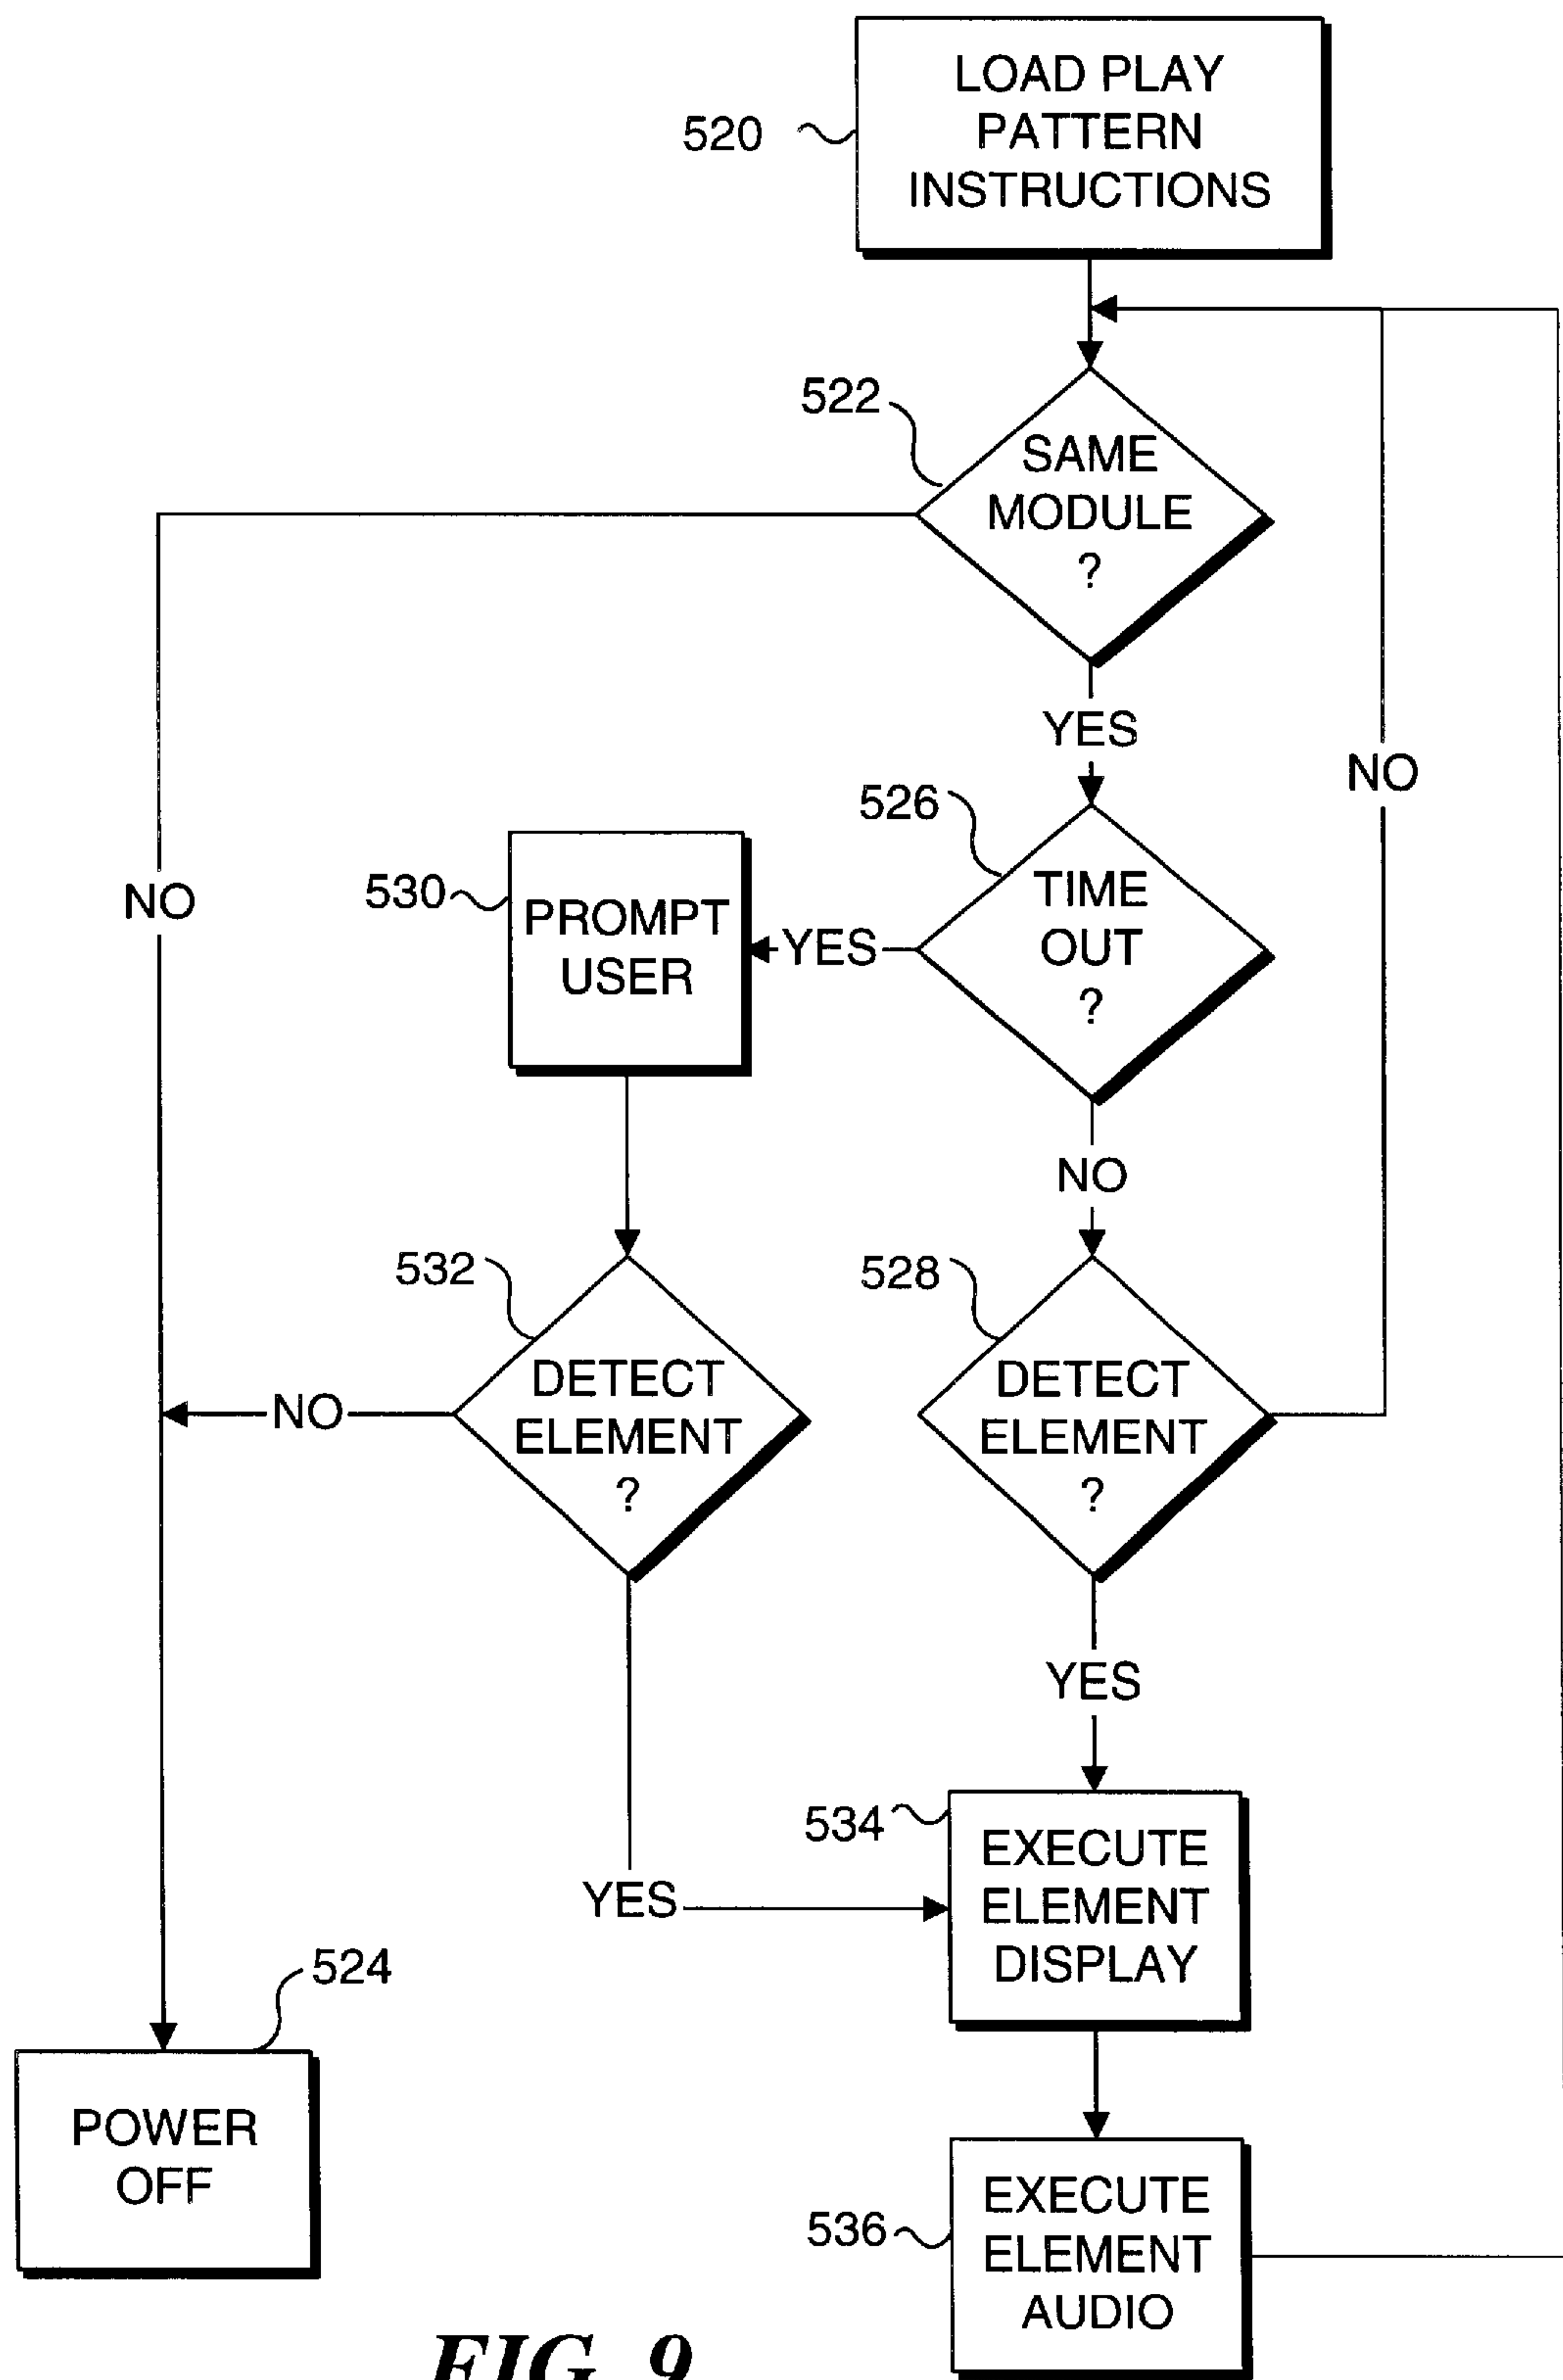 LOAD PLAY
PATTERN
INSTRUCTIONS
520
522
SAME
MODULE
?
YES
NO
526
TIME
OUT
?
530
PROMPT
USER
YES
NO
NO
532
DETECT
ELEMENT
?
528
DETECT
ELEMENT
?
NO
YES
534
EXECUTE
ELEMENT
DISPLAY
YES
524
POWER
OFF
536
EXECUTE
ELEMENT
AUDIO
FIG. 9